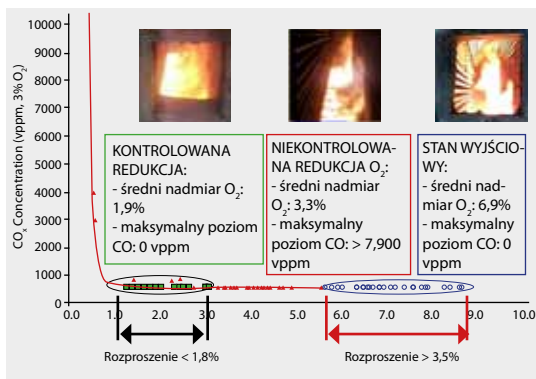 10000
9000
8000
7000
6000
5000
4000
3000
2000
1000
0
COx Concentration (vppm, 3% O2)
KONTROLOWANA
REDUKCJA:
- średni nadmiar O2:
1,9%
- maksymalny poziom
CO: 0 vppm
NIEKONTROLOWA-
NA REDUKCJA O2:
- średni nadmiar
O2: 3,3%
- maksymalny
poziom CO: > 7,900
vppm
STAN WYJŚCIO-
WY:
- średni nad-
miar O2: 6,9%
- maksymalny
poziom CO: 0
vppm
0.0 1.0 2.0 3.0 4.0 5.0 6.0 7.0 8.0 9.0 10.0
Rozproszenie < 1,8%
Rozproszenie > 3,5%